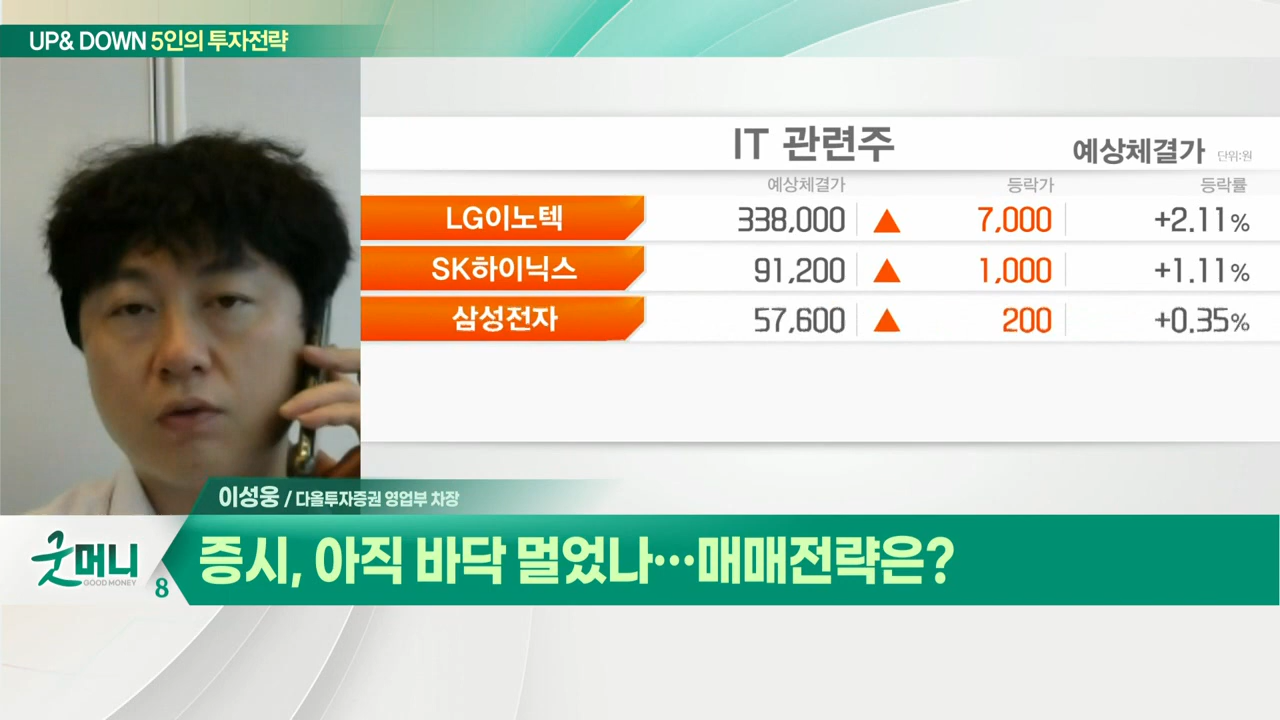 UP& DOWN 5인의 투자전략
IT 관련주
예상체결가 단위:원
예상체결가 등락가 등락률
LG이노텍 338,000 ▲ 7,000 +2.11%
SK하이닉스 91,200 ▲ 1,000 +1.11%
삼성전자 57,600 ▲ 200 +0.35%
이성웅 / 다올투자증권 영업부 차장
굿머니
GOOD MONEY
8
증시, 아직 바닥 멀었나…매매전략은?